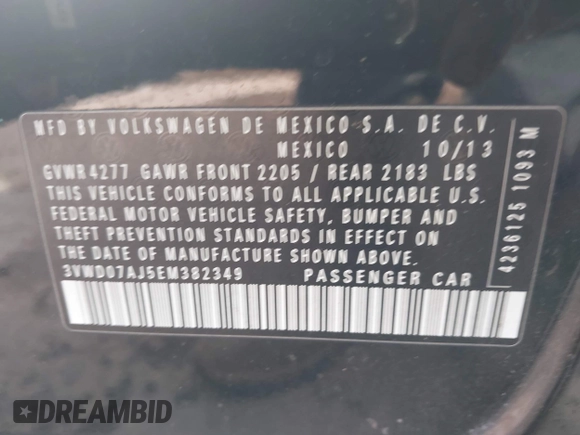 MFD BY VOLKSWAGEN DE MEXICO S.A. DE C.V.
MEXICO 10/13
GVWR 4277 GAWR FRONT 2205 / REAR 2183 LBS
THIS VEHICLE CONFORMS TO ALL APPLICABLE U.S.
FEDERAL MOTOR VEHICLE SAFETY, BUMPER AND
THEFT PREVENTION STANDARDS IN EFFECT ON
THE DATE OF MANUFACTURE SHOWN ABOVE.
3VWD07AJ5EM382349 PASSENGER CAR
4236125 1093 M
DREAMBID